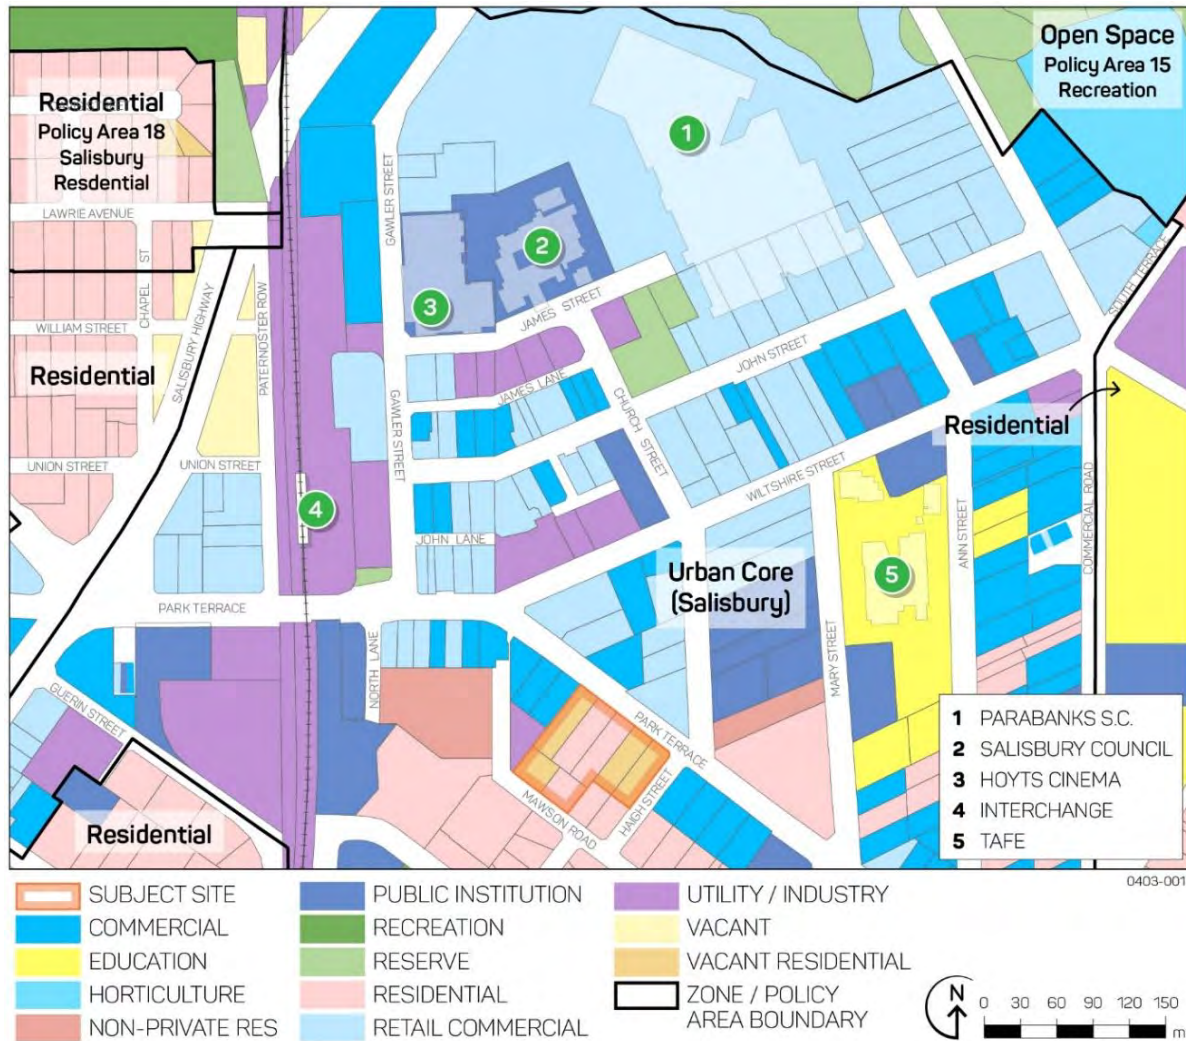 Residential
Policy Area 18
Salisbury
Resdential
Open Space
Policy Area 15
Recreation
LAWRIE AVENUE
CHAPEL ST
WILLIAM STREET
SALISBURY HIGHWAY
PATERNOSTER ROW
Residential
UNION STREET
UNION STREET
GAWLER STREET
GAWLER STREET
1
2
3
4
5
JAMES STREET
JAMES LANE
JOHN STREET
CHURCH STREET
JOHN LANE
WILTSHIRE STREET
SOUTH TERRACE
Residential
COMMERCIAL ROAD
ANN STREET
MARY STREET
Urban Core
(Salisbury)
PARK TERRACE
NORTH LANE
GUERIN STREET
PARK TERRACE
MAWSON ROAD
HAIGH STREET
Residential
1 PARABANKS S.C.
2 SALISBURY COUNCIL
3 HOYTS CINEMA
4 INTERCHANGE
5 TAFE
0403-001
SUBJECT SITE
COMMERCIAL
EDUCATION
HORTICULTURE
NON-PRIVATE RES
PUBLIC INSTITUTION
RECREATION
RESERVE
RESIDENTIAL
RETAIL COMMERCIAL
UTILITY / INDUSTRY
VACANT
VACANT RESIDENTIAL
ZONE / POLICY
AREA BOUNDARY
N
0 30 60 90 120 150
m